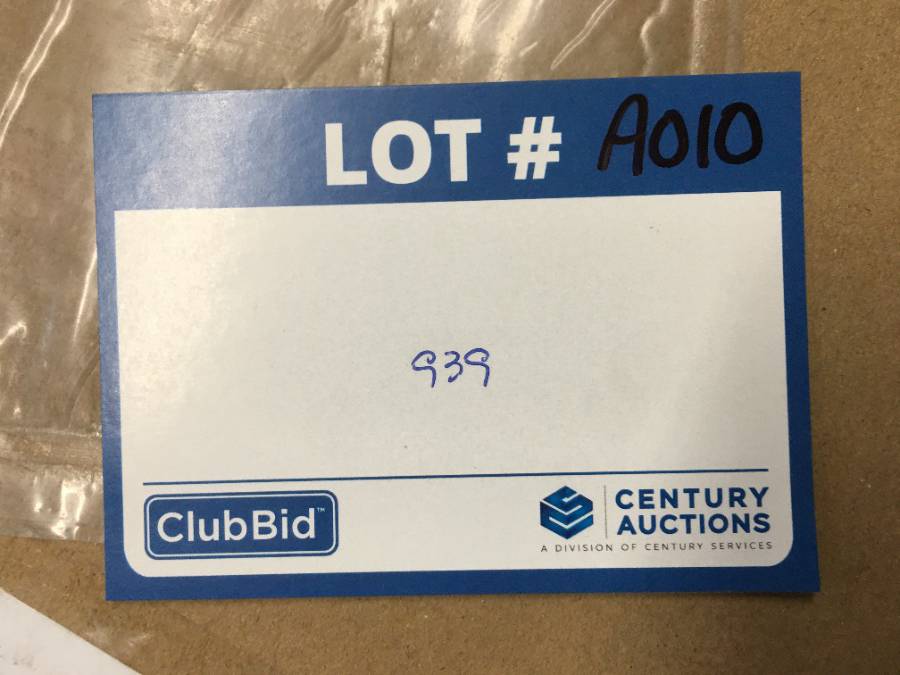 LOT # A010
939
ClubBid™
CENTURY
AUCTIONS
A DIVISION OF CENTURY SERVICES